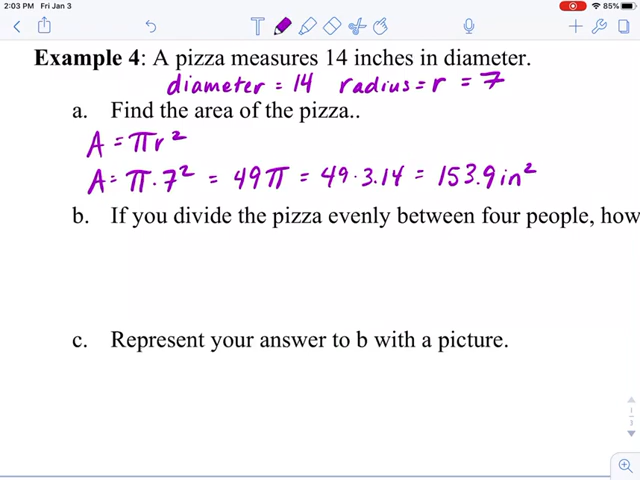 2:03 PM Fri Jan 3 85%
Example 4: A pizza measures 14 inches in diameter.
diameter = 14 radius = r = 7
a. Find the area of the pizza..
A = πr²
A = π · 7² = 49π = 49 · 3.14 = 153.9 in²
b. If you divide the pizza evenly between four people, how
c. Represent your answer to b with a picture.